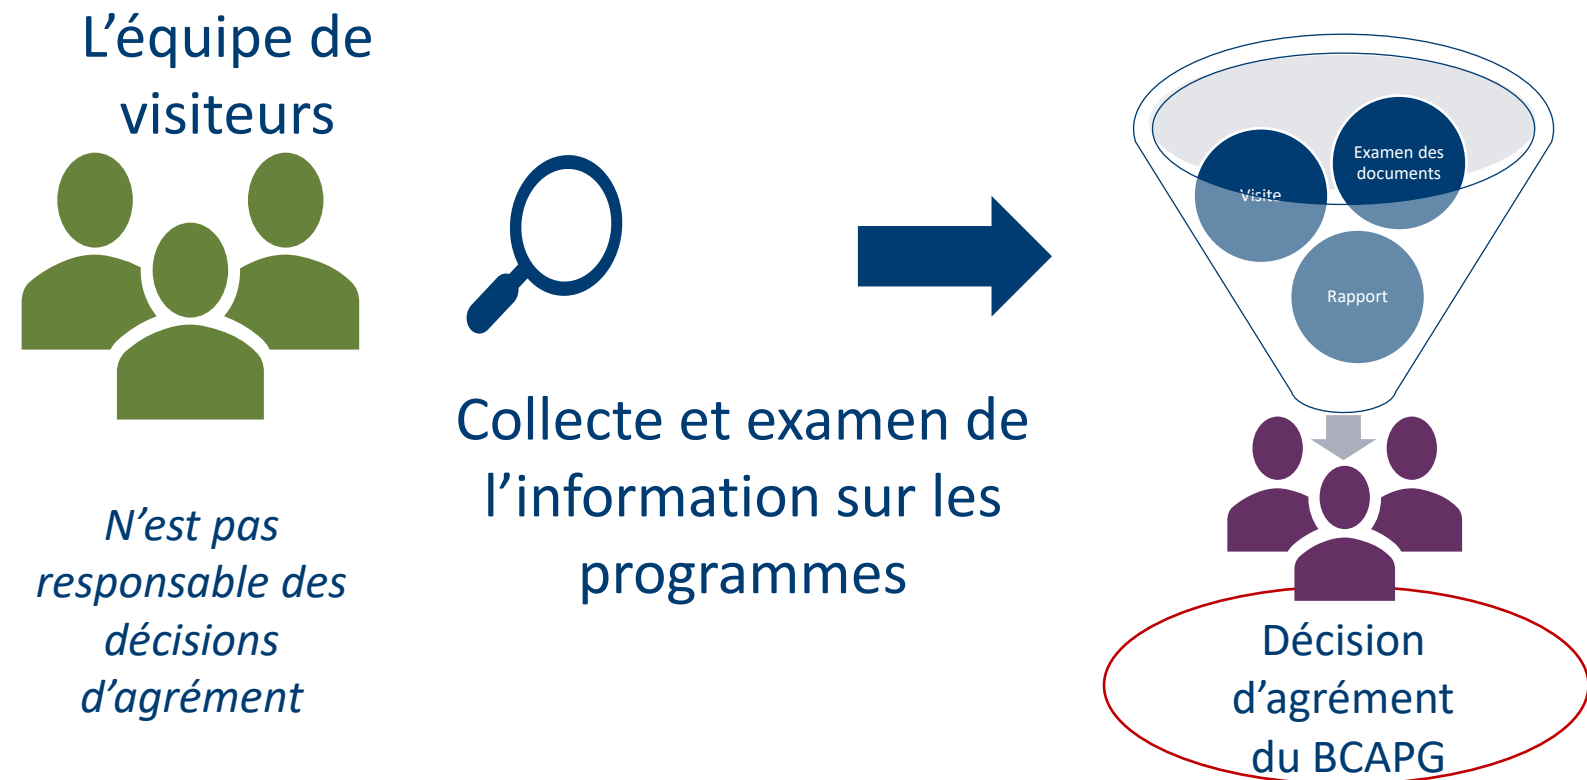 L’équipe de
visiteurs
N’est pas
responsable des
décisions
d’agrément
Collecte et examen de
l’information sur les
programmes
Examen des
documents
Visite
Rapport
Décision
d’agrément
du BCAPG